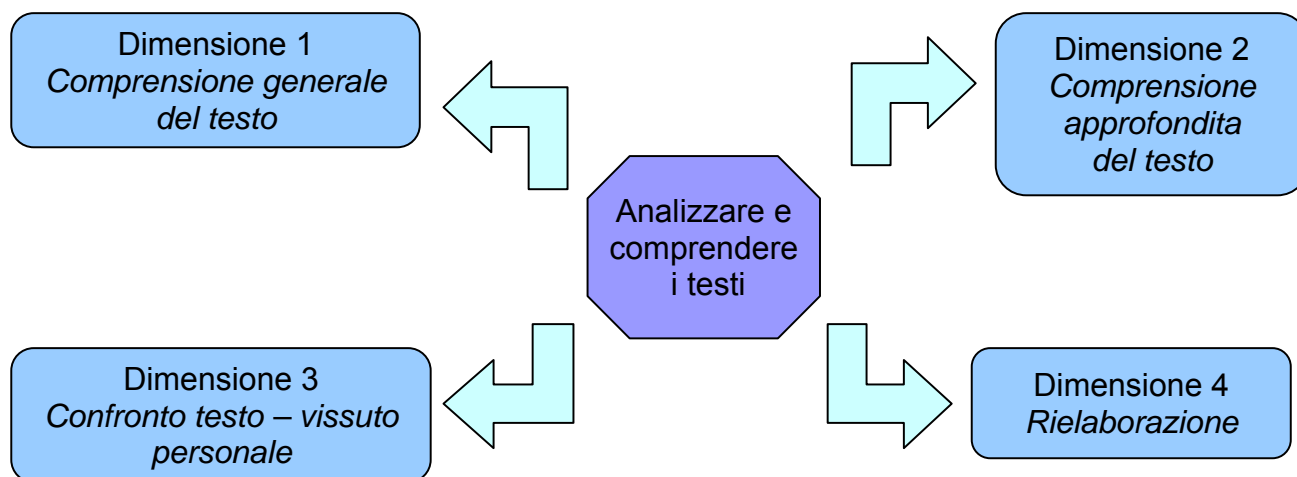 Dimensione 1
Comprensione generale
del testo
Dimensione 2
Comprensione
approfondita
del testo
Analizzare e
comprendere
i testi
Dimensione 3
Confronto testo – vissuto
personale
Dimensione 4
Rielaborazione